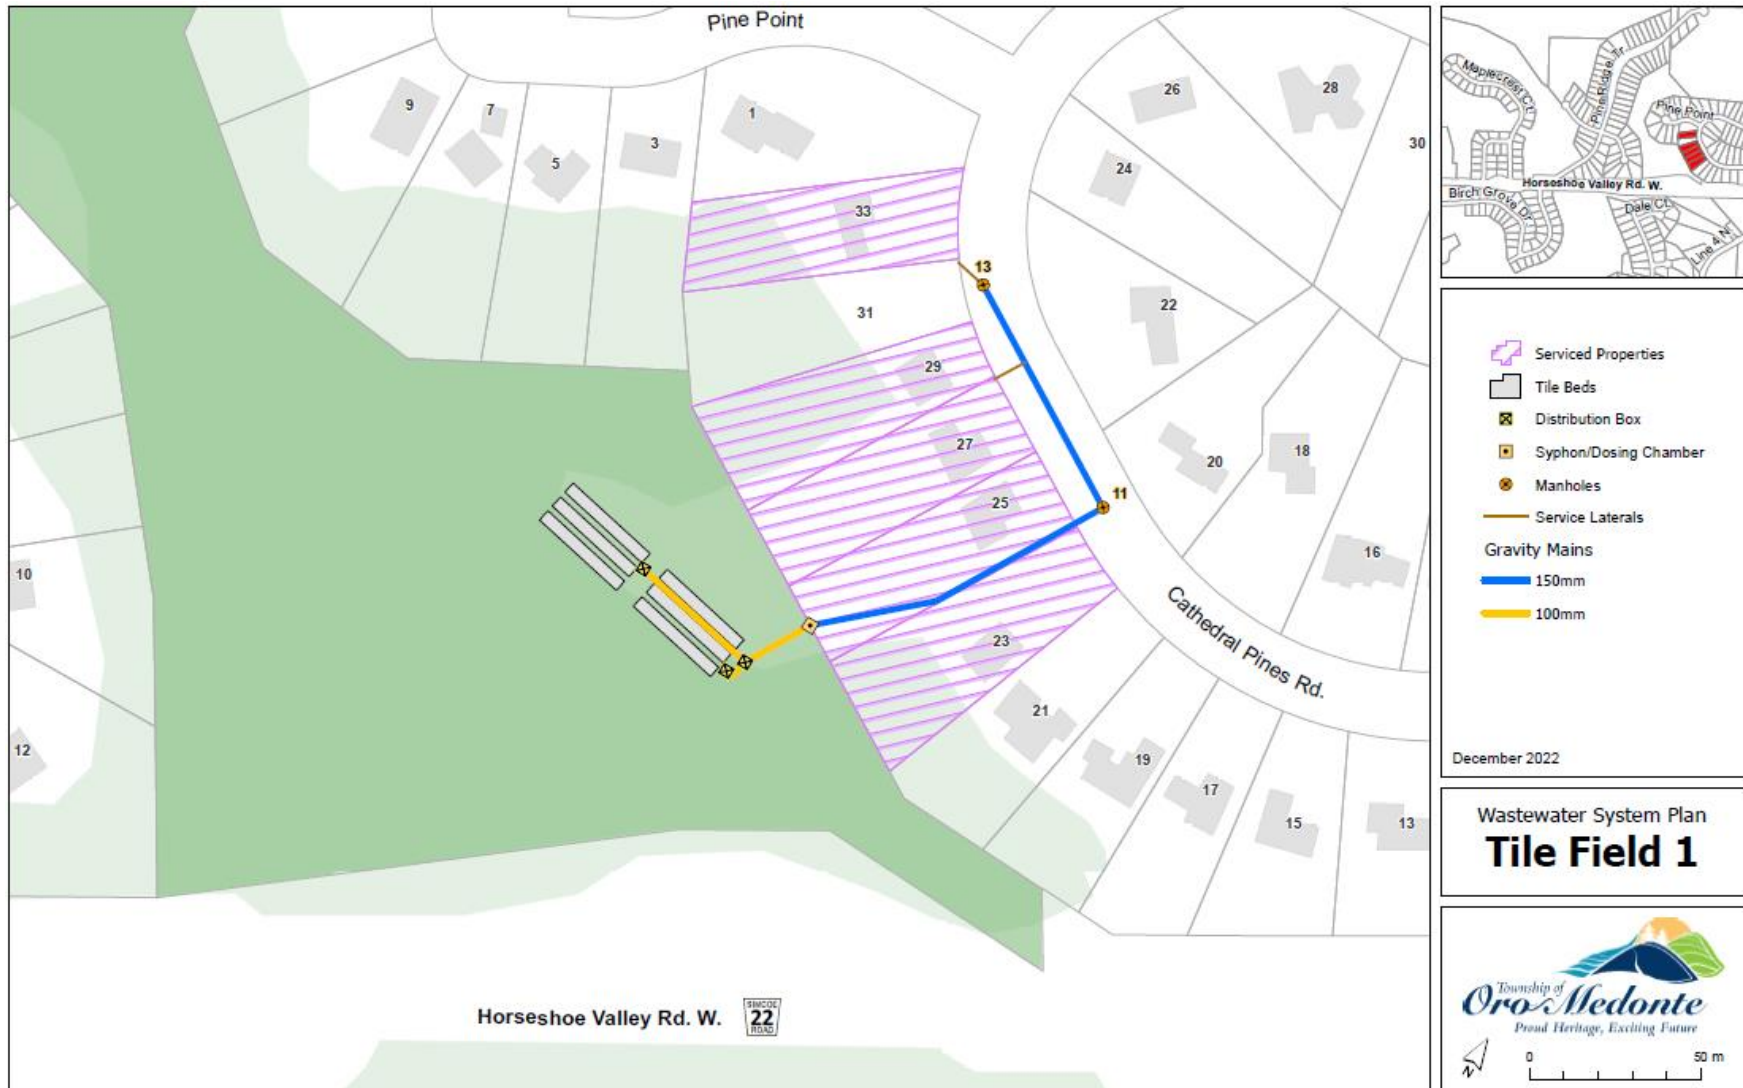 Pine Point
9
7
5
3
1
26
28
30
24
33
13
31
22
29
27
20
18
25
11
16
10
Cathedral Pines Rd.
23
21
12
19
17
15
13
Horseshoe Valley Rd. W.
SIMCOE
22
ROAD
Maplecrest Ct.
Pine Ridge Tr.
Pine Point
Horseshoe Valley Rd. W.
Birch Grove Dr.
Dale Ct.
Line 4 N
Serviced Properties
Tile Beds
Distribution Box
Syphon/Dosing Chamber
Manholes
Service Laterals
Gravity Mains
150mm
100mm
December 2022
Wastewater System Plan
Tile Field 1
Township of
Oro-Medonte
Proud Heritage, Exciting Future
N
0 50 m